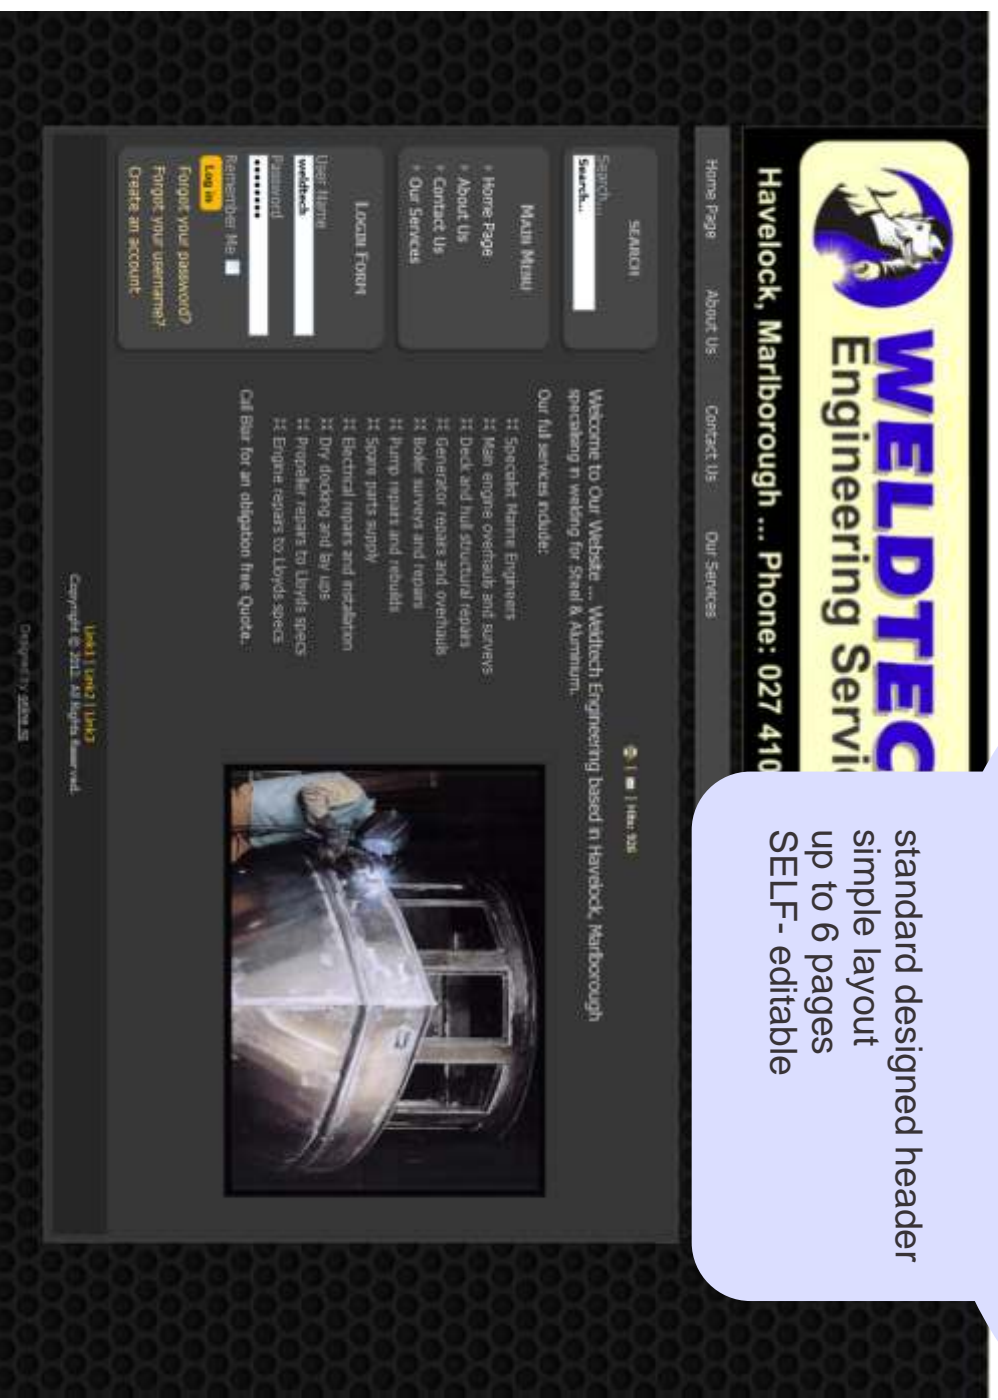 WELDTEC
Engineering Servi
Havelock, Marlborough ... Phone: 027 410
standard designed header
simple layout
up to 6 pages
SELF- editable
Home Page
About Us
Contact Us
Our Services
SEARCH
Search...
Search...
MAIN MENU
Home Page
About Us
Contact Us
Our Services
LOGIN FORM
User Name
weldtech
Password
••••••••
Remember Me
Log in
Forgot your password?
Forgot your username?
Create an account
| | Hits: 926
Welcome to Our Website ... Weldtech Engineering based in Havelock, Marlborough
specialising in welding for Steel & Aluminium.
Our full services include:
:: Specialist Marine Engineers
:: Main engine overhauls and surveys
:: Deck and hull structural repairs
:: Generator repairs and overhauls
:: Boiler surveys and repairs
:: Pump repairs and rebuilds
:: Spare parts supply
:: Electrical repairs and installation
:: Dry docking and lay ups
:: Propeller repairs to Lloyds specs
:: Engine repairs to Lloyds specs
Call Blair for an obligation free Quote.
Link1 | Link2 | Link3
Copyright © 2012. All Rights Reserved.
Designed by